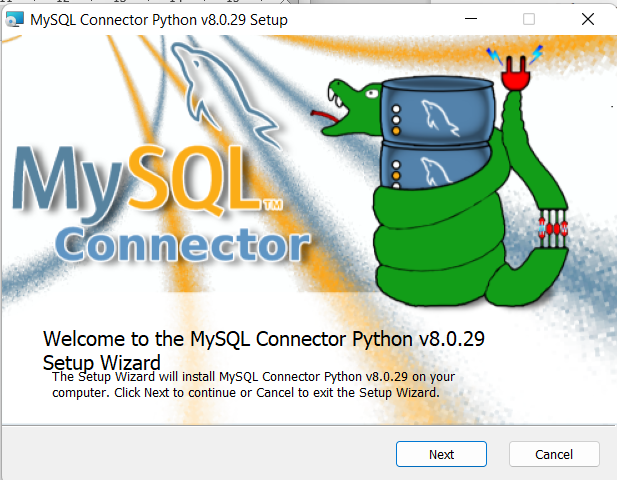 MySQL Connector Python v8.0.29 Setup
MySQL™
Connector
Welcome to the MySQL Connector Python v8.0.29
Setup Wizard
The Setup Wizard will install MySQL Connector Python v8.0.29 on your
computer. Click Next to continue or Cancel to exit the Setup Wizard.
Next
Cancel